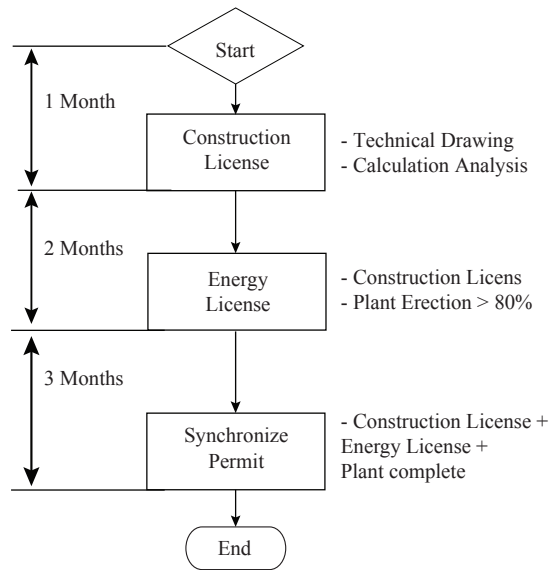 Start
1 Month
Construction
License
- Technical Drawing
- Calculation Analysis
2 Months
Energy
License
- Construction Licens
- Plant Erection > 80%
3 Months
Synchronize
Permit
- Construction License +
Energy License +
Plant complete
End